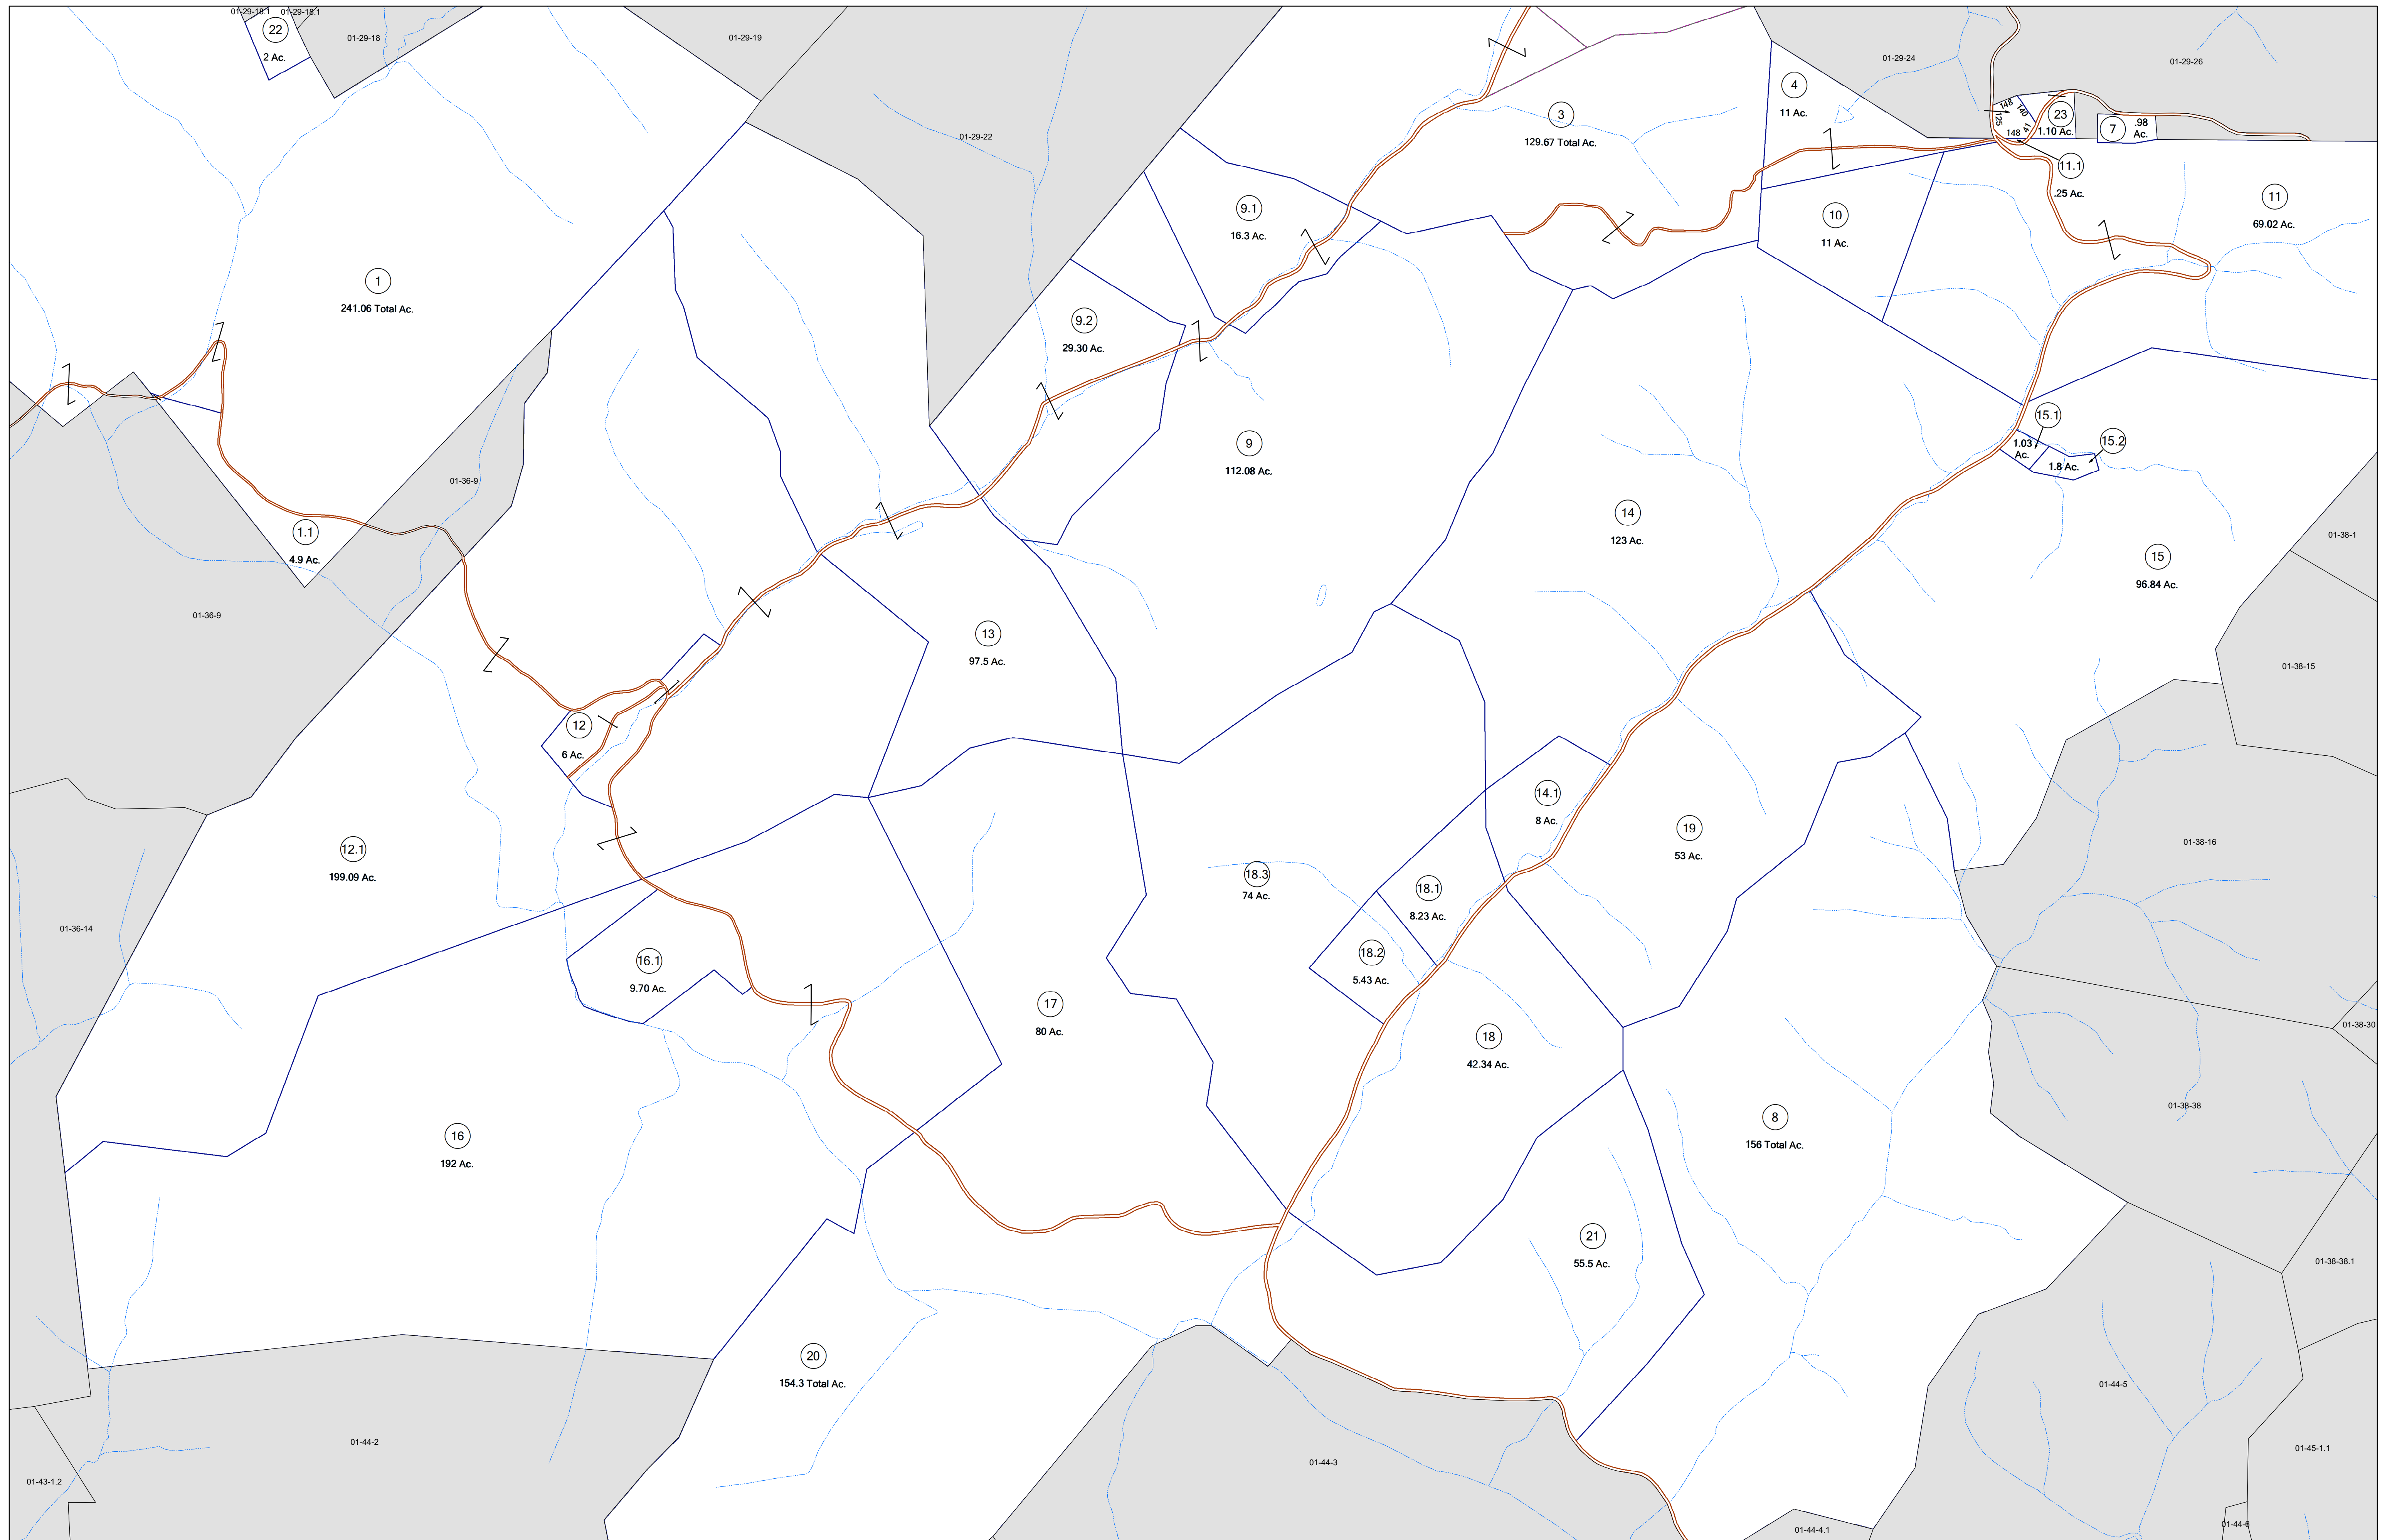 01-29-18.1
01-29-18.1
22
2 Ac.
01-29-18
01-29-19
01-29-22
01-29-24
01-29-26
4
11 Ac.
3
129.67 Total Ac.
148
140
125
41
148
23
1.10 Ac.
7
.98
Ac.
11.1
.25 Ac.
11
69.02 Ac.
9.1
16.3 Ac.
10
11 Ac.
1
241.06 Total Ac.
9.2
29.30 Ac.
9
112.08 Ac.
15.1
1.03
Ac.
15.2
1.8 Ac.
01-36-9
1.1
4.9 Ac.
14
123 Ac.
01-38-1
15
96.84 Ac.
01-36-9
13
97.5 Ac.
01-38-15
12
6 Ac.
14.1
8 Ac.
19
53 Ac.
01-38-16
12.1
199.09 Ac.
18.3
74 Ac.
18.1
8.23 Ac.
01-36-14
16.1
9.70 Ac.
18.2
5.43 Ac.
17
80 Ac.
18
42.34 Ac.
01-38-30
01-38-38
8
156 Total Ac.
16
192 Ac.
21
55.5 Ac.
01-38-38.1
20
154.3 Total Ac.
01-44-5
01-44-2
01-44-3
01-45-1.1
01-43-1.2
01-44-4.1
01-44-6